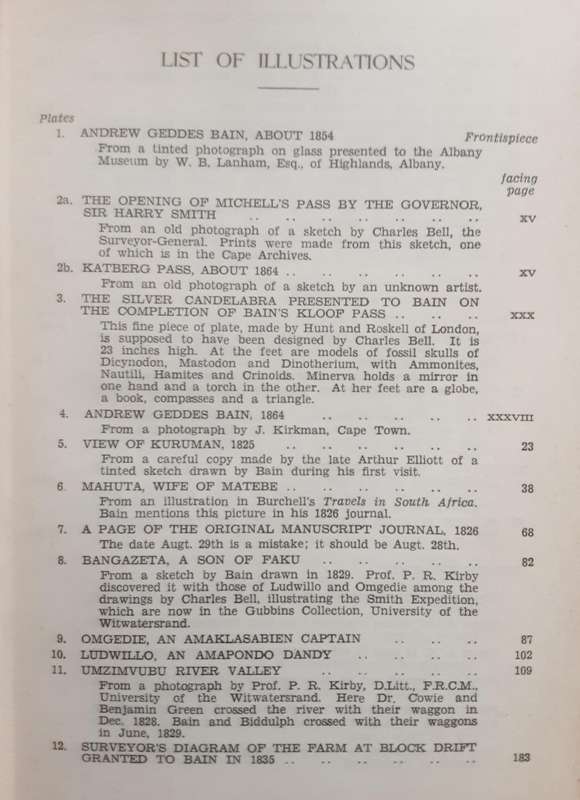 LIST OF ILLUSTRATIONS
Plates
1. ANDREW GEDDES BAIN, ABOUT 1854 Frontispiece
From a tinted photograph on glass presented to the Albany
Museum by W. B. Lanham, Esq., of Highlands, Albany.
facing
page
2a. THE OPENING OF MICHELL'S PASS BY THE GOVERNOR,
SIR HARRY SMITH .. .. .. .. .. .. .. XV
From an old photograph of a sketch by Charles Bell, the
Surveyor-General. Prints were made from this sketch, one
of which is in the Cape Archives.
2b. KATBERG PASS, ABOUT 1864 .. .. .. .. .. .. XV
From an old photograph of a sketch by an unknown artist.
3. THE SILVER CANDELABRA PRESENTED TO BAIN ON
THE COMPLETION OF BAIN'S KLOOF PASS .. .. .. XXX
This fine piece of plate, made by Hunt and Roskell of London,
is supposed to have been designed by Charles Bell. It is
23 inches high. At the feet are models of fossil skulls of
Dicynodon, Mastodon and Dinotherium, with Ammonites,
Nautili, Hamites and Crinoids. Minerva holds a mirror in
one hand and a torch in the other. At her feet are a globe,
a book, compasses and a triangle.
4. ANDREW GEDDES BAIN, 1864 .. .. .. .. .. XXXVIII
From a photograph by J. Kirkman, Cape Town.
5. VIEW OF KURUMAN, 1825 .. .. .. .. .. .. 23
From a careful copy made by the late Arthur Elliott of a
tinted sketch drawn by Bain during his first visit.
6. MAHUTA, WIFE OF MATEBE .. .. .. .. .. .. 38
From an illustration in Burchell's Travels in South Africa.
Bain mentions this picture in his 1826 journal.
7. A PAGE OF THE ORIGINAL MANUSCRIPT JOURNAL, 1826 68
The date Augt. 29th is a mistake; it should be Augt. 28th.
8. BANGAZETA, A SON OF FAKU .. .. .. .. .. 82
From a sketch by Bain drawn in 1829. Prof. P. R. Kirby
discovered it with those of Ludwillo and Omgedie among the
drawings by Charles Bell, illustrating the Smith Expedition,
which are now in the Gubbins Collection, University of the
Witwatersrand.
9. OMGEDIE, AN AMAKLASABIEN CAPTAIN .. .. .. 87
10. LUDWILLO, AN AMAPONDO DANDY .. .. .. .. 102
11. UMZIMVUBU RIVER VALLEY .. .. .. .. .. 109
From a photograph by Prof. P. R. Kirby, D.Litt., F.R.C.M.,
University of the Witwatersrand. Here Dr. Cowie and
Benjamin Green crossed the river with their waggon in
Dec. 1828. Bain and Biddulph crossed with their waggons
in June, 1829.
12. SURVEYOR'S DIAGRAM OF THE FARM AT BLOCK DRIFT
GRANTED TO BAIN IN 1835 .. .. .. .. .. .. 183